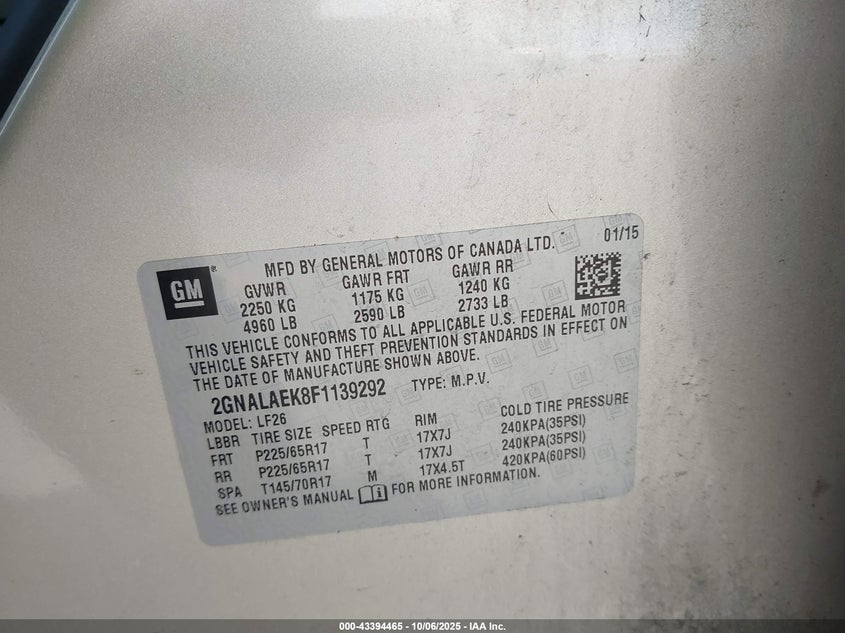 GM
MFD BY GENERAL MOTORS OF CANADA LTD. 01/15
GVWR GAWR FRT GAWR RR
2250 KG 1175 KG 1240 KG
4960 LB 2590 LB 2733 LB
THIS VEHICLE CONFORMS TO ALL APPLICABLE U.S. FEDERAL MOTOR
VEHICLE SAFETY AND THEFT PREVENTION STANDARDS IN EFFECT ON
THE DATE OF MANUFACTURE SHOWN ABOVE.
2GNALAEK8F1139292 TYPE: M.P.V.
MODEL: LF26
LBBR TIRE SIZE SPEED RTG RIM COLD TIRE PRESSURE
FRT P225/65R17 T 17X7J 240KPA(35PSI)
RR P225/65R17 T 17X7J 240KPA(35PSI)
SPA T145/70R17 M 17X4.5T 420KPA(60PSI)
SEE OWNER'S MANUAL FOR MORE INFORMATION.
000-43394465 - 10/06/2025 - IAA Inc.